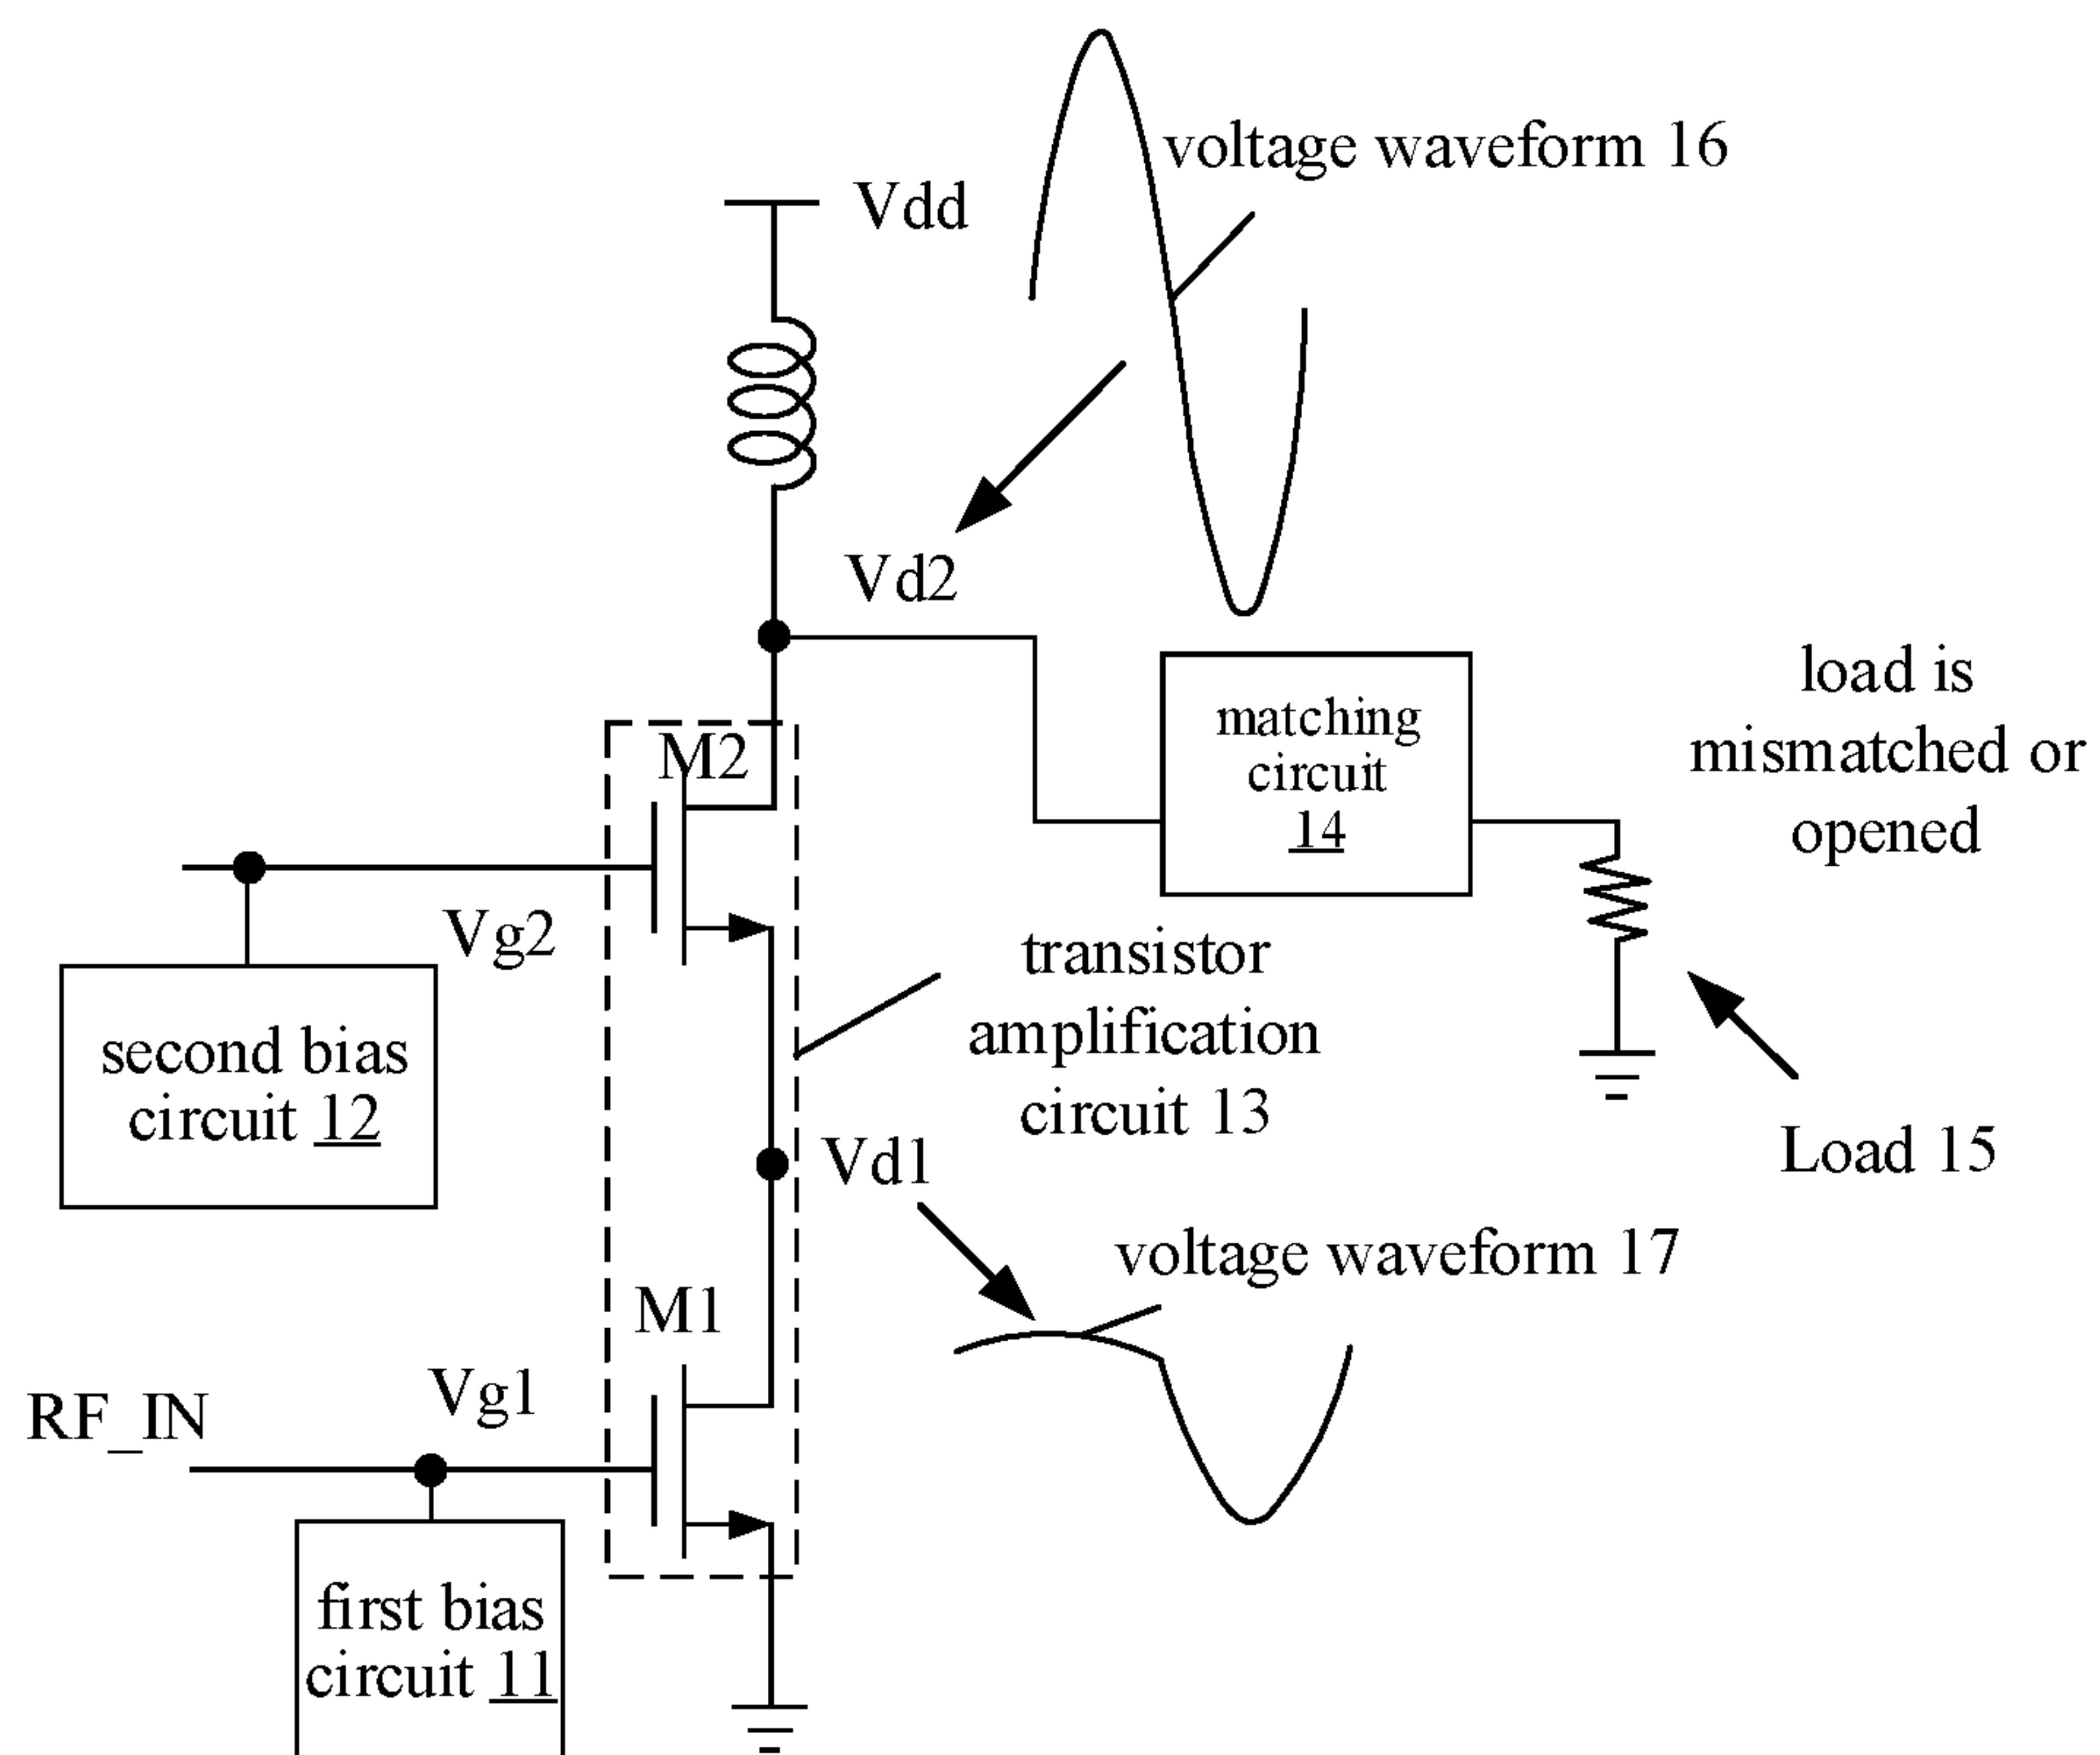 voltage waveform 16
Vdd
Vd2
load is
mismatched or
opened
matching
circuit
14
M2
Vg2
transistor
amplification
circuit 13
second bias
circuit 12
Vd1
Load 15
voltage waveform 17
M1
Vg1
RF_IN
first bias
circuit 11